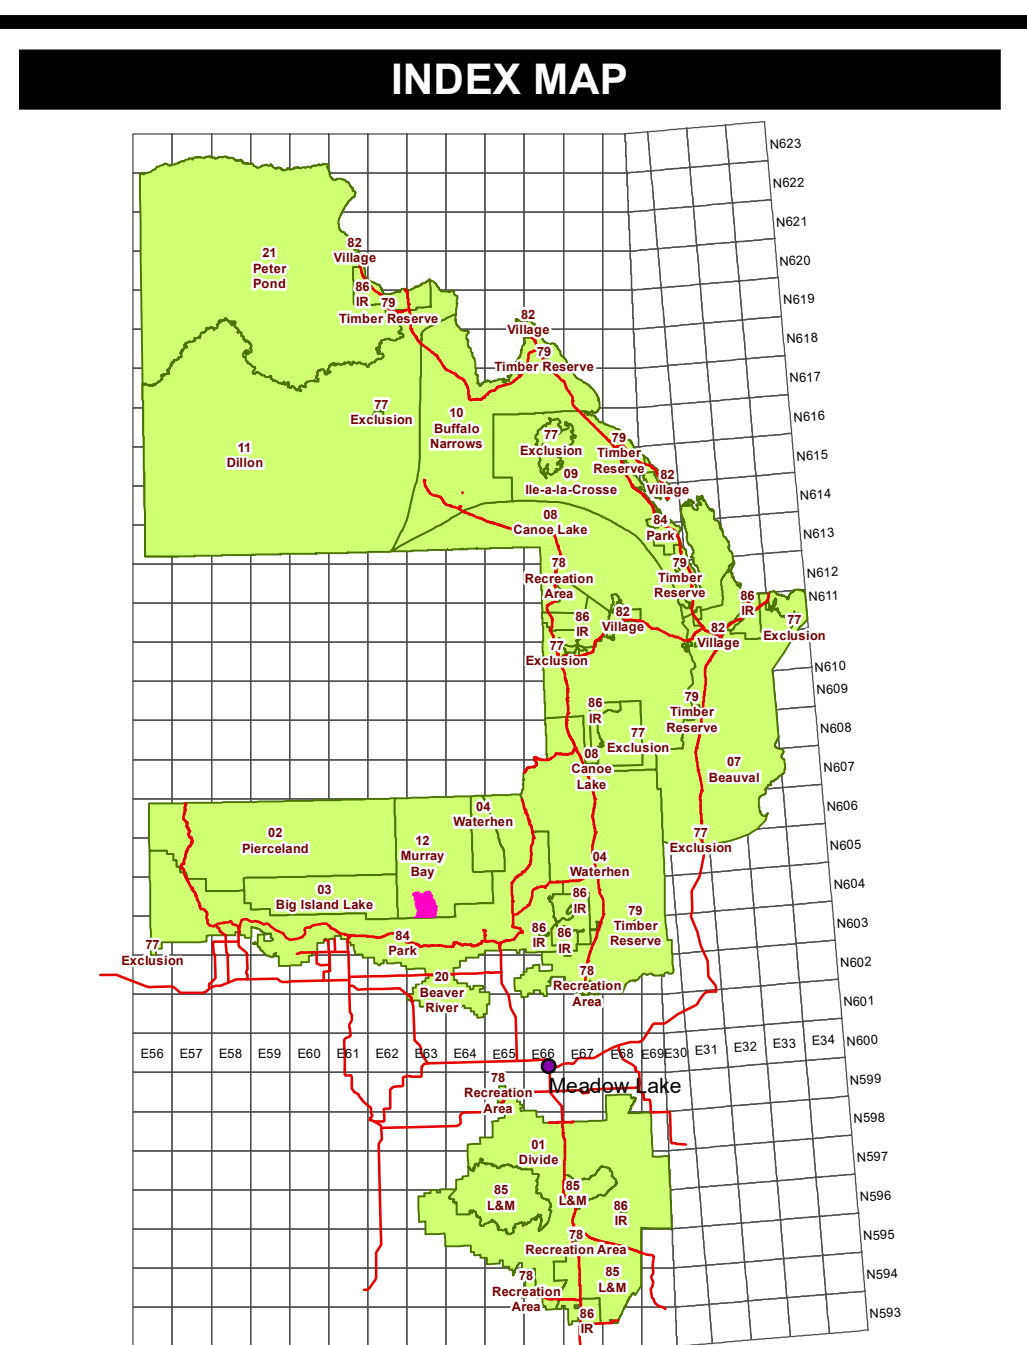 INDEX MAP
N623
N622
N621
N620
N619
N618
N617
N616
N615
N614
N613
N612
N611
N610
N609
N608
N607
N606
N605
N604
N603
N602
N601
N600
N599
N598
N597
N596
N595
N594
N593
21
Peter
Pond
82
Village
86
IR
79
Timber Reserve
82
Village
79
Timber Reserve
77
Exclusion
10
Buffalo
Narrows
11
Dillon
77
Exclusion
09
Ile-a-la-Crosse
79
Timber
Reserve
82
Village
08
Canoe Lake
84
Park
78
Recreation
Area
79
Timber
Reserve
86
IR
82
Village
86
IR
77
Exclusion
82
Village
77
Exclusion
86
IR
79
Timber
Reserve
77
Exclusion
08
Canoe
Lake
07
Beauval
04
Waterhen
02
Pierceland
12
Murray
Bay
77
Exclusion
03
Big Island Lake
04
Waterhen
86
IR
79
Timber
Reserve
86
IR
86
IR
84
Park
77
Exclusion
20
Beaver
River
78
Recreation
Area
E56 E57 E58 E59 E60 E61 E62 E63 E64 E65 E66 E67 E68 E69 E30 E31 E32 E33 E34
Meadow Lake
78
Recreation
Area
01
Divide
85
L&M
85
L&M
86
IR
78
Recreation Area
78
Recreation
Area
85
L&M
86
IR